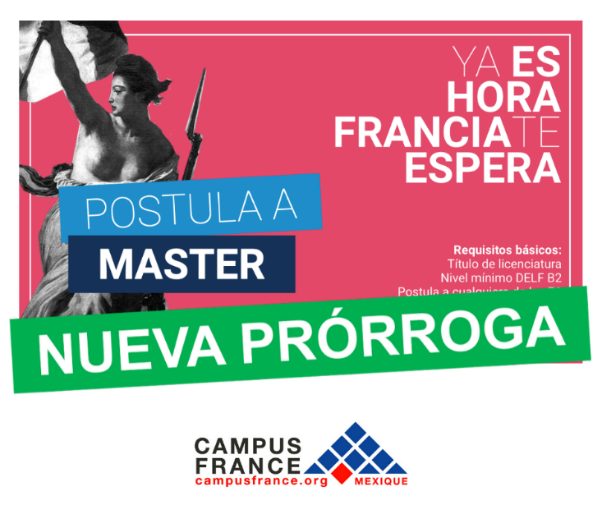 YA ES
HORA
FRANCIA TE
ESPERA
POSTULA A
MASTER
Requisitos básicos:
Título de licenciatura
Nivel mínimo DELF B2
Postula a cualquiera de
NUEVA PRÓRROGA
CAMPUS
FRANCE
campusfrance.org
MEXIQUE